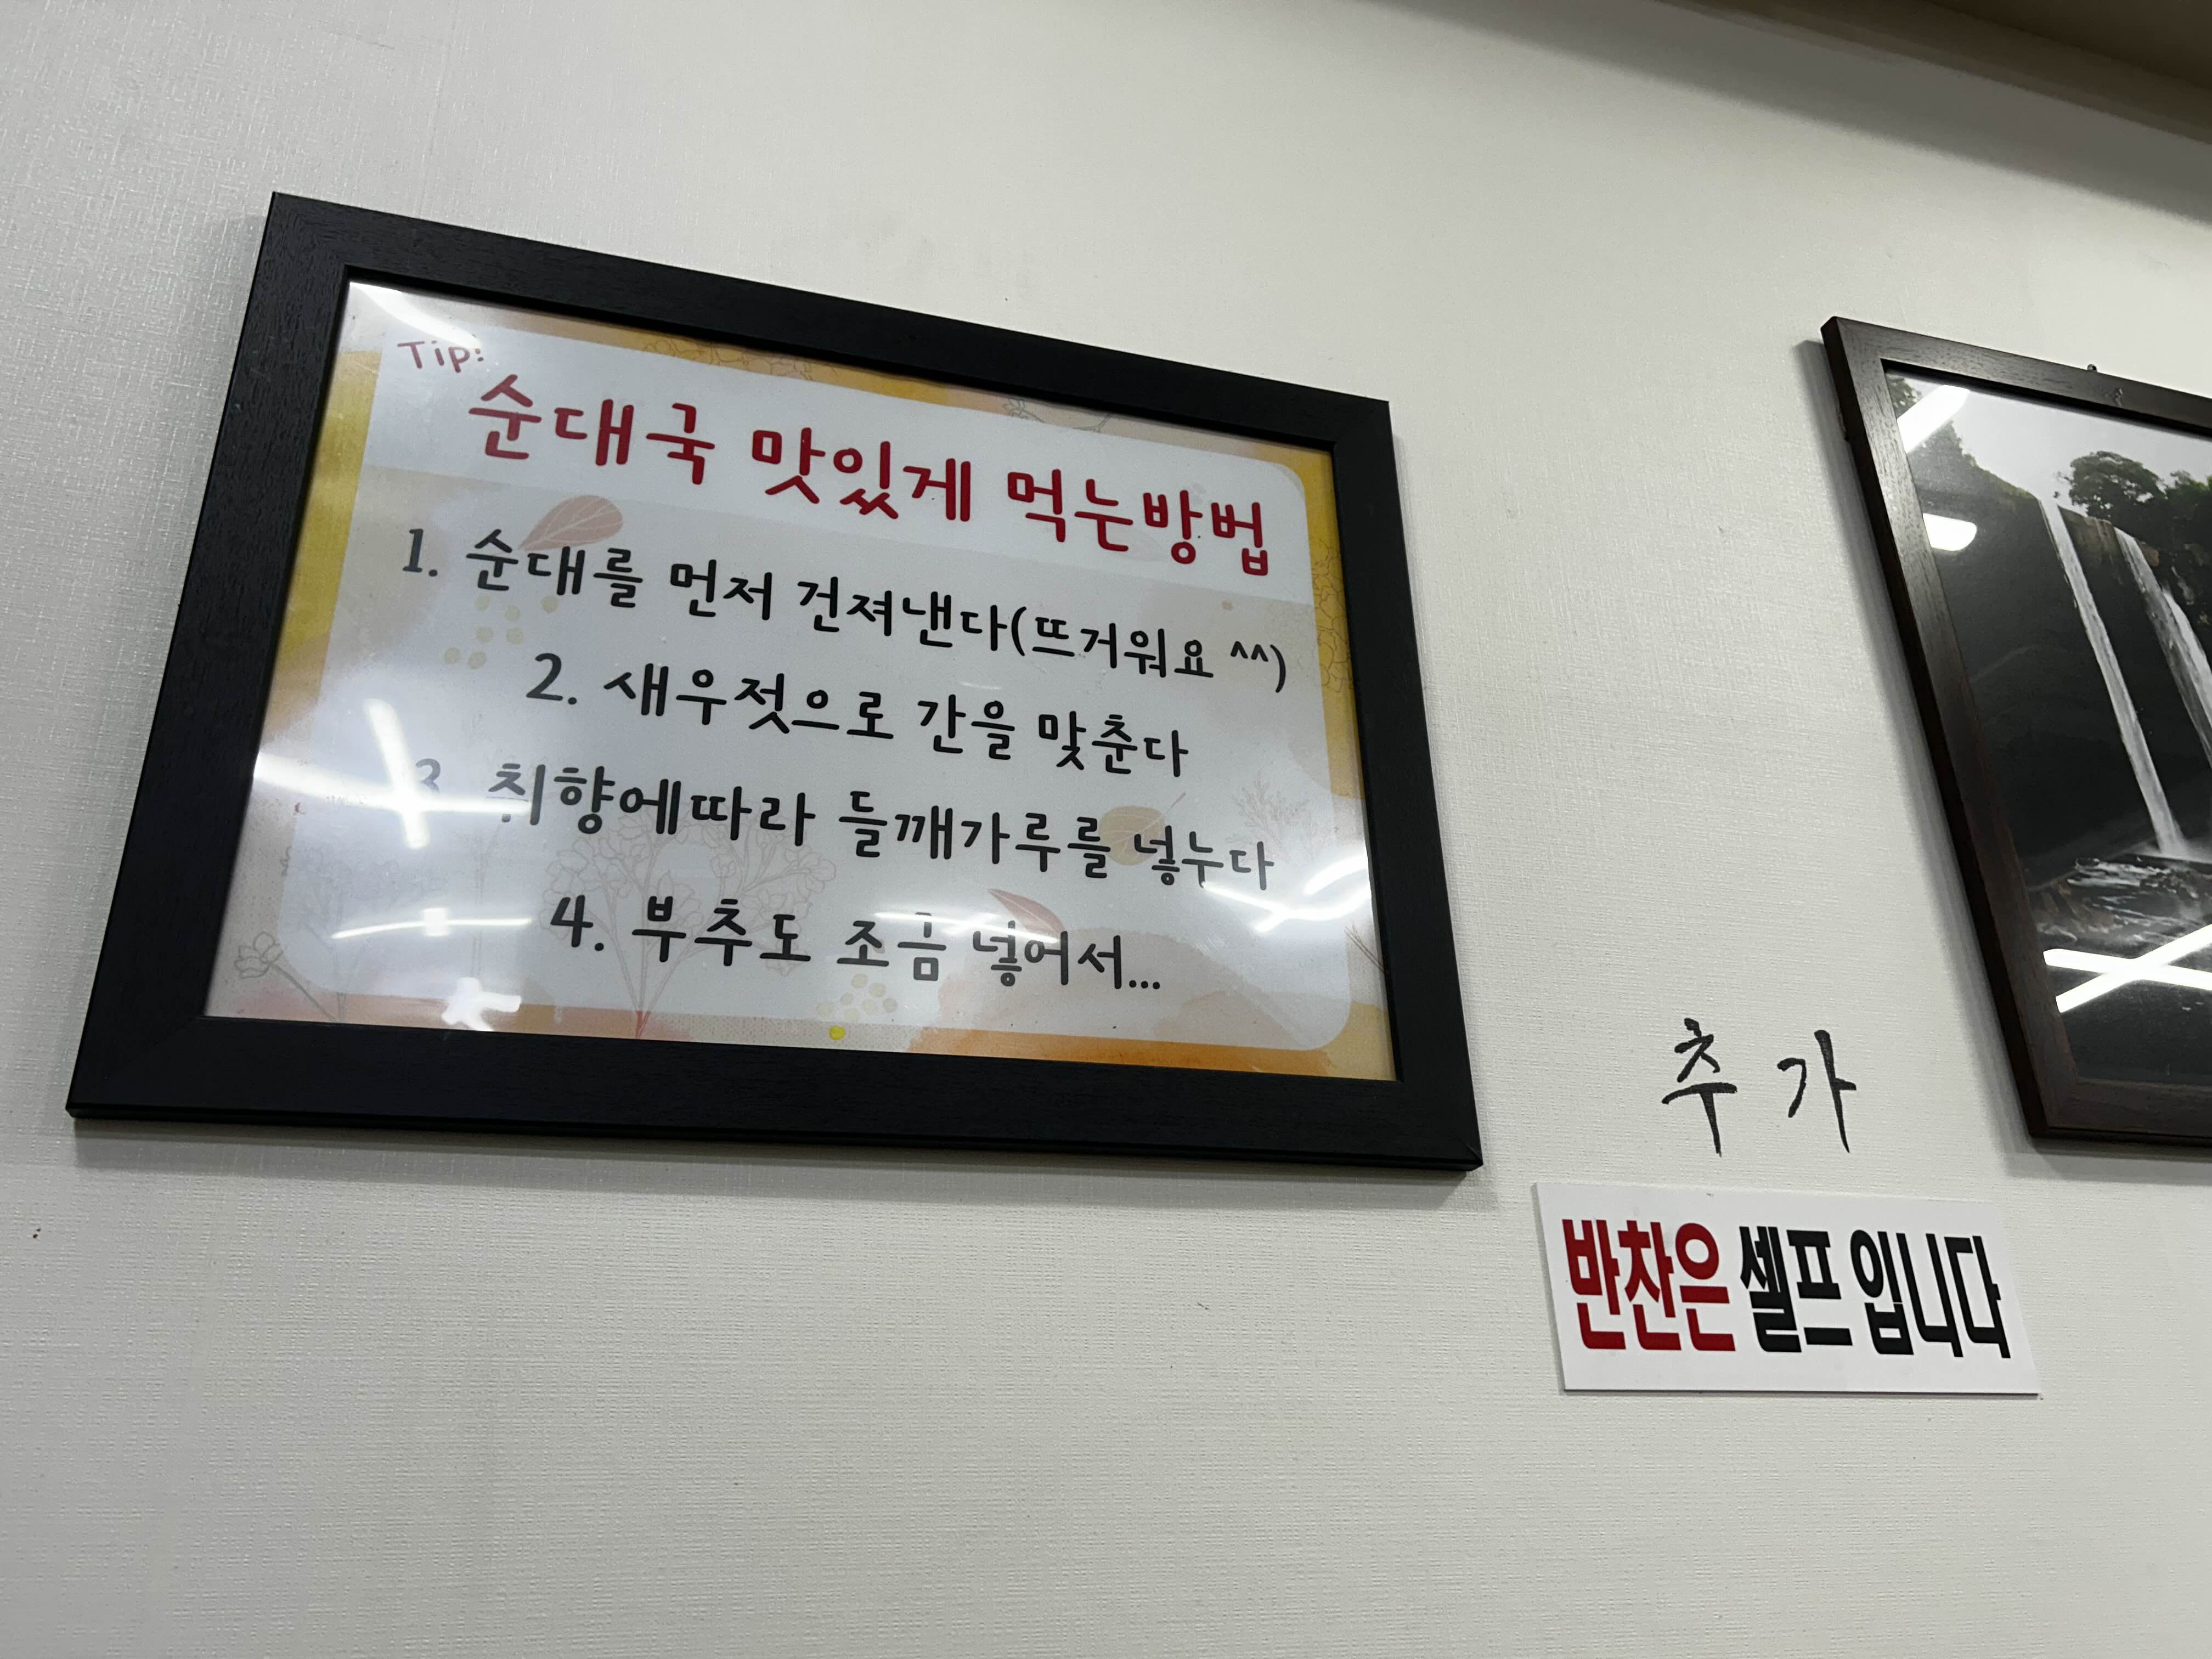 Tip:
순대국 맛있게 먹는방법
1. 순대를 먼저 건져낸다(뜨거워요 ^^)
2. 새우젓으로 간을 맞춘다
3. 취향에따라 들깨가루를 넣누다
4. 부추도 조금 넣어서...
추가
반찬은 셀프 입니다